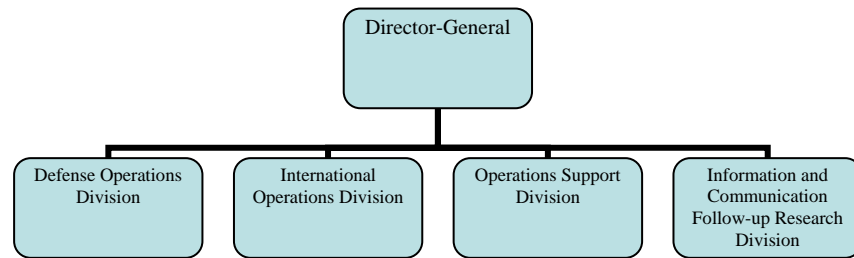 Director-General
Defense Operations
Division
International
Operations Division
Operations Support
Division
Information and
Communication
Follow-up Research
Division